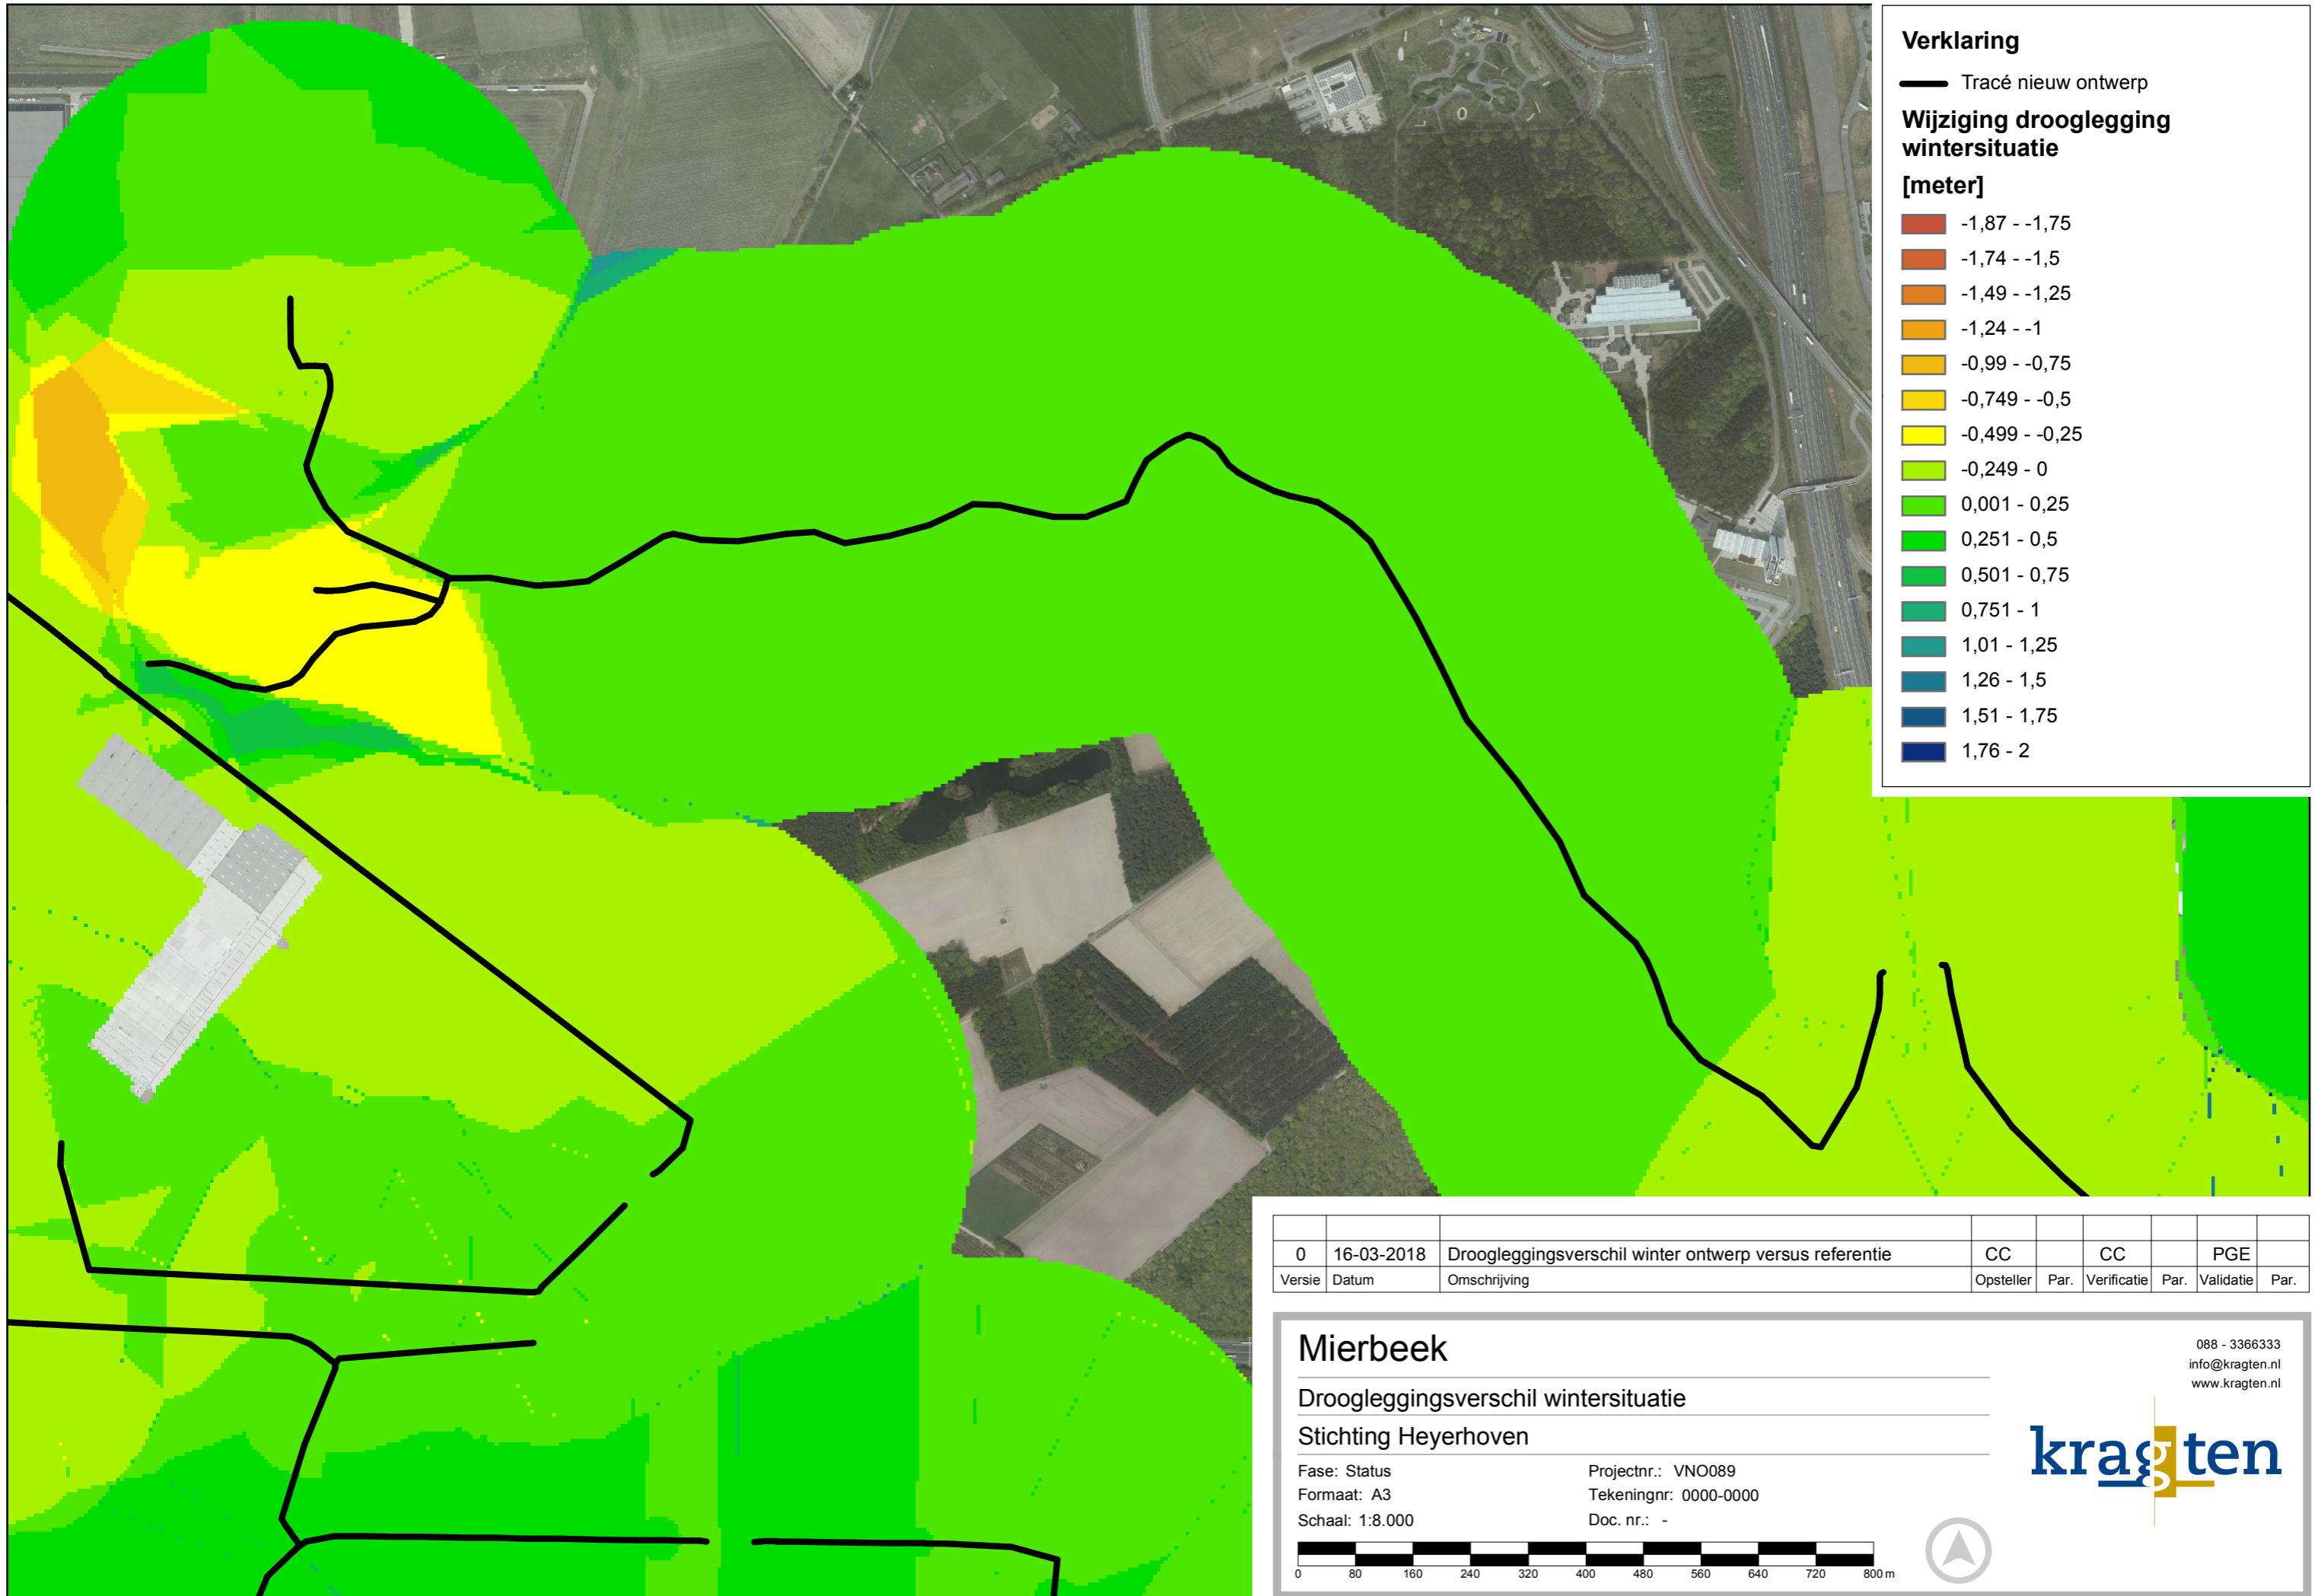 Verklaring
Tracé nieuw ontwerp
Wijziging drooglegging
wintersituatie
[meter]
-1,87 - -1,75
-1,74 - -1,5
-1,49 - -1,25
-1,24 - -1
-0,99 - -0,75
-0,749 - -0,5
-0,499 - -0,25
-0,249 - 0
0,001 - 0,25
0,251 - 0,5
0,501 - 0,75
0,751 - 1
1,01 - 1,25
1,26 - 1,5
1,51 - 1,75
1,76 - 2
0 16-03-2018 Droogleggingsverschil winter ontwerp versus referentie CC CC PGE
Versie Datum Omschrijving Opsteller Par. Verificatie Par. Validatie Par.
Mierbeek
088 - 3366333
info@kragten.nl
www.kragten.nl
Droogleggingsverschil wintersituatie
Stichting Heyerhoven
Fase: Status Projectnr.: VNO089
Formaat: A3 Tekeningnr: 0000-0000
Schaal: 1:8.000 Doc. nr.: -
kragten
0 80 160 240 320 400 480 560 640 720 800 m